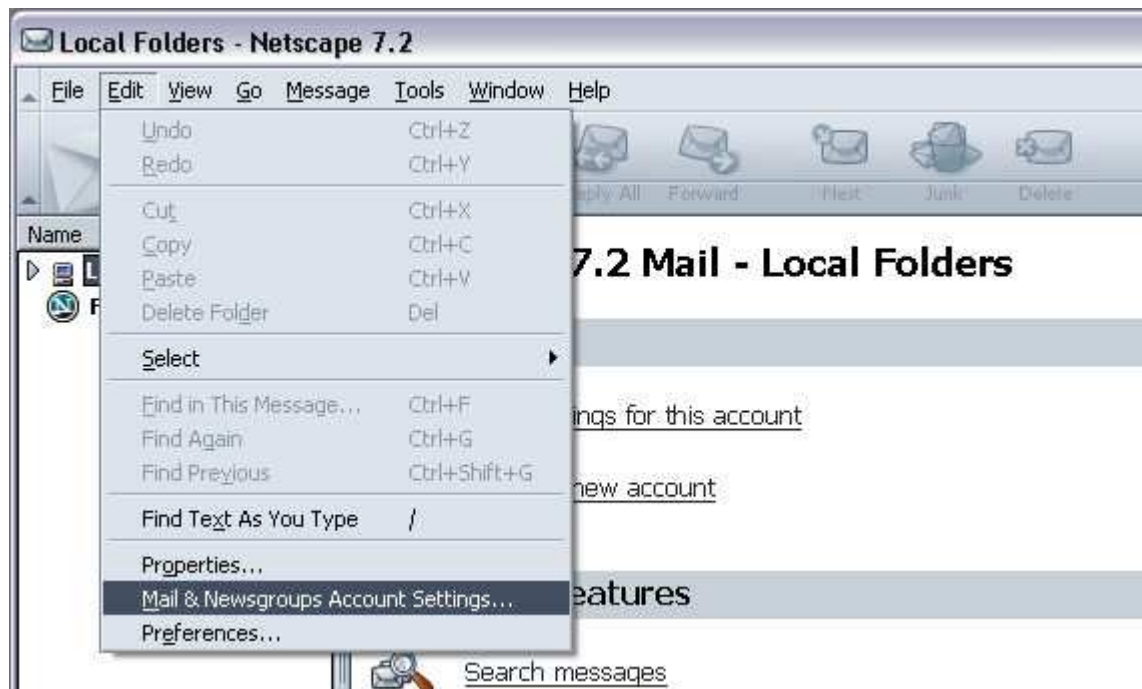 Local Folders - Netscape 7.2
File Edit View Go Message Tools Window Help
Undo Ctrl+Z
Redo Ctrl+Y
Cut Ctrl+X
Copy Ctrl+C
Paste Ctrl+V
Delete Folder Del
Select
Find in This Message... Ctrl+F
Find Again Ctrl+G
Find Previous Ctrl+Shift+G
Find Text As You Type /
Properties...
Mail & Newsgroups Account Settings...
Preferences...
eply All Forward Next Junk Delete
Name
L
F
7.2 Mail - Local Folders
ings for this account
new account
eatures
Search messages